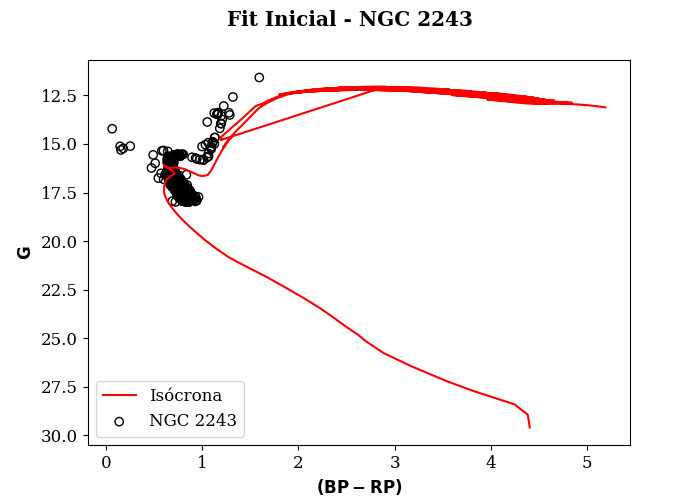 Fit Inicial - NGC 2243
12.5
15.0
17.5
20.0
22.5
25.0
27.5
30.0
G
Isócrona
NGC 2243
0 1 2 3 4 5
(BP − RP)